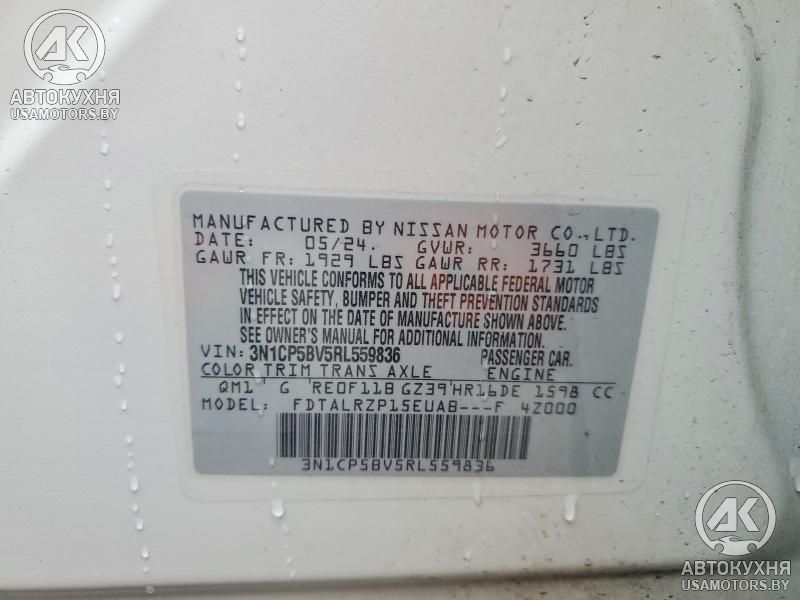 AK
АВТОКУХНЯ
USAMOTORS.BY
MANUFACTURED BY NISSAN MOTOR CO.,LTD.
DATE: 05/24. GVWR: 3660 LBS
GAWR FR: 1929 LBS GAWR RR: 1731 LBS
THIS VEHICLE CONFORMS TO ALL APPLICABLE FEDERAL MOTOR
VEHICLE SAFETY, BUMPER AND THEFT PREVENTION STANDARDS
IN EFFECT ON THE DATE OF MANUFACTURE SHOWN ABOVE.
SEE OWNER'S MANUAL FOR ADDITIONAL INFORMATION.
VIN: 3N1CP5BV5RL559836 PASSENGER CAR.
COLOR TRIM TRANS AXLE ENGINE
QM1 G 'RE0F11B GZ39'HR16DE 1598 CC
MODEL: FDTALRZP15EUAB---F 4Z000
3N1CP5BV5RL559836
AK
АВТОКУХНЯ
USAMOTORS.BY